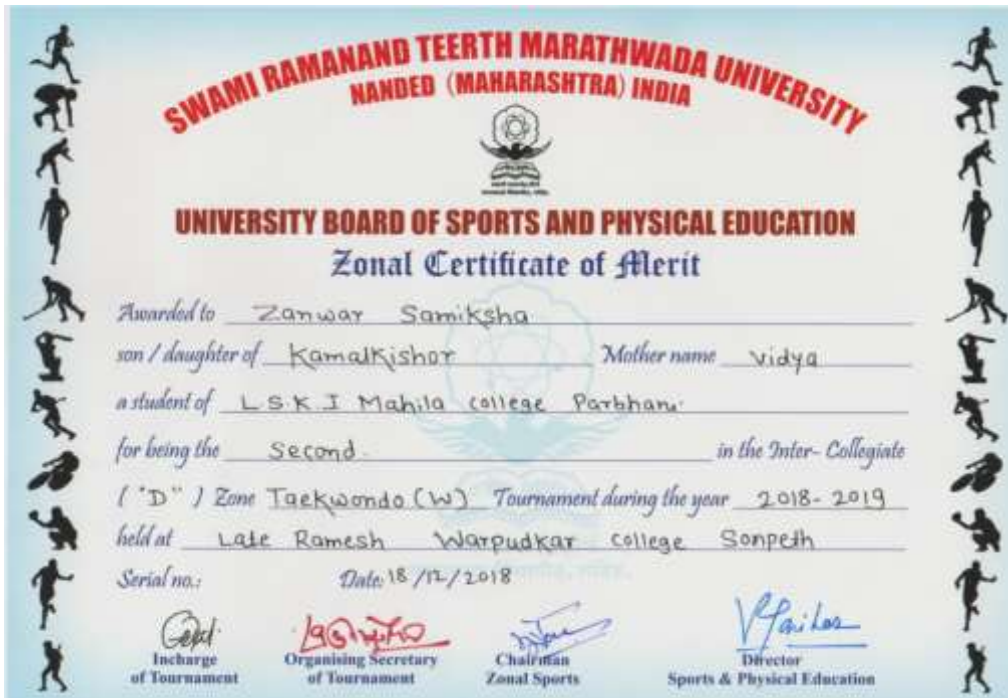 SWAMI RAMANAND TEERTH MARATHWADA UNIVERSITY
NANDED (MAHARASHTRA) INDIA
UNIVERSITY BOARD OF SPORTS AND PHYSICAL EDUCATION
Zonal Certificate of Merit
Awarded to Zanwar Samiksha
son / daughter of Kamalkishor Mother name vidya
a student of L.S.K.I Mahila college Parbhani.
for being the Second. in the Inter- Collegiate
( "D" ) Zone Taekwondo (W) Tournament during the year 2018-2019
held at Late Ramesh Warpudkar College Sonpeth
Serial no.: Date: 18/12/2018
Incharge of Tournament
Organising Secretary of Tournament
Chairman Zonal Sports
Director Sports & Physical Education